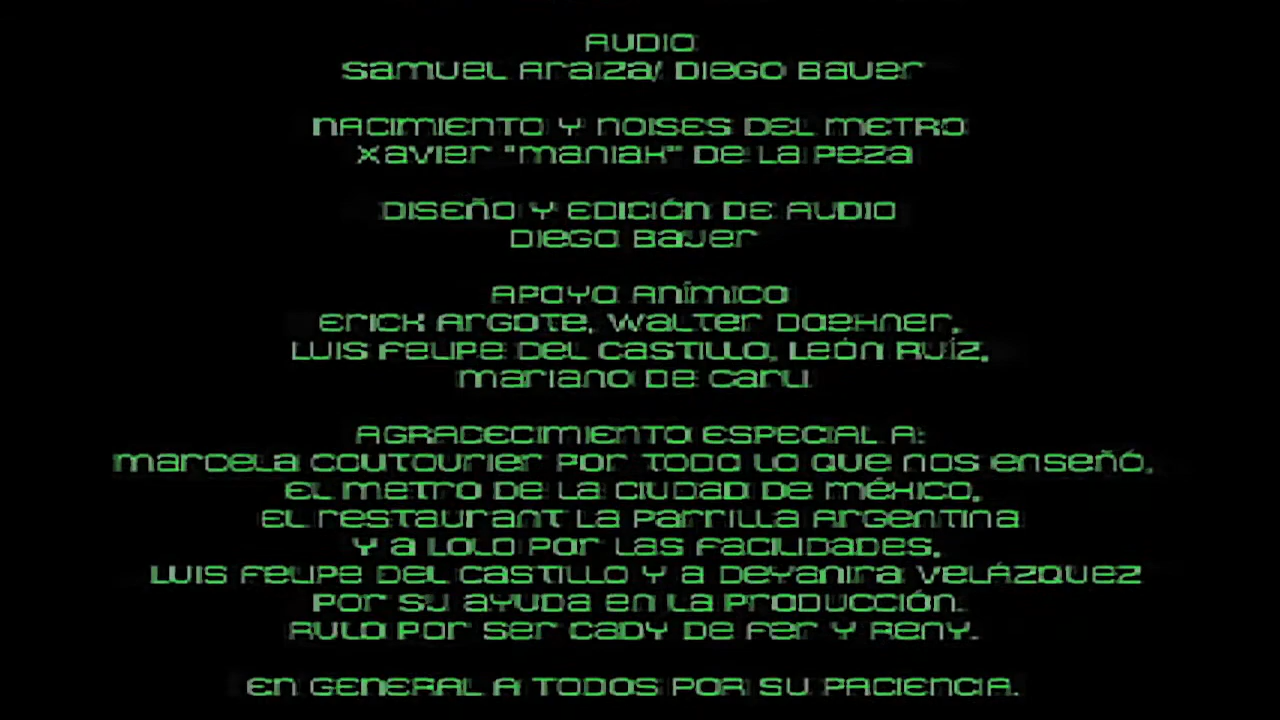 AUDIO
Samuel Araiza/ Diego Bauer
NACIMIENTO Y NOISES DEL METRO
Xavier "Maniak" De La Peza
DISEÑO Y EDICIÓN DE AUDIO
Diego Bauer
APOYO ANÍMICO
Erick Argote, Walter Doehner,
Luis Felipe Del Castillo, León Ruíz,
Mariano De Carli
AGRADECIMIENTO ESPECIAL A:
Marcela Coutourier por todo lo que nos enseñó,
El Metro de la Ciudad de México,
El restaurant La Parrilla Argentina
y a Lolo por las facilidades,
Luis Felipe Del Castillo y a Deyanira Velázquez
por su ayuda en la producción.
Rulo por ser cady de Fer y Reny.
EN GENERAL A TODOS POR SU PACIENCIA.